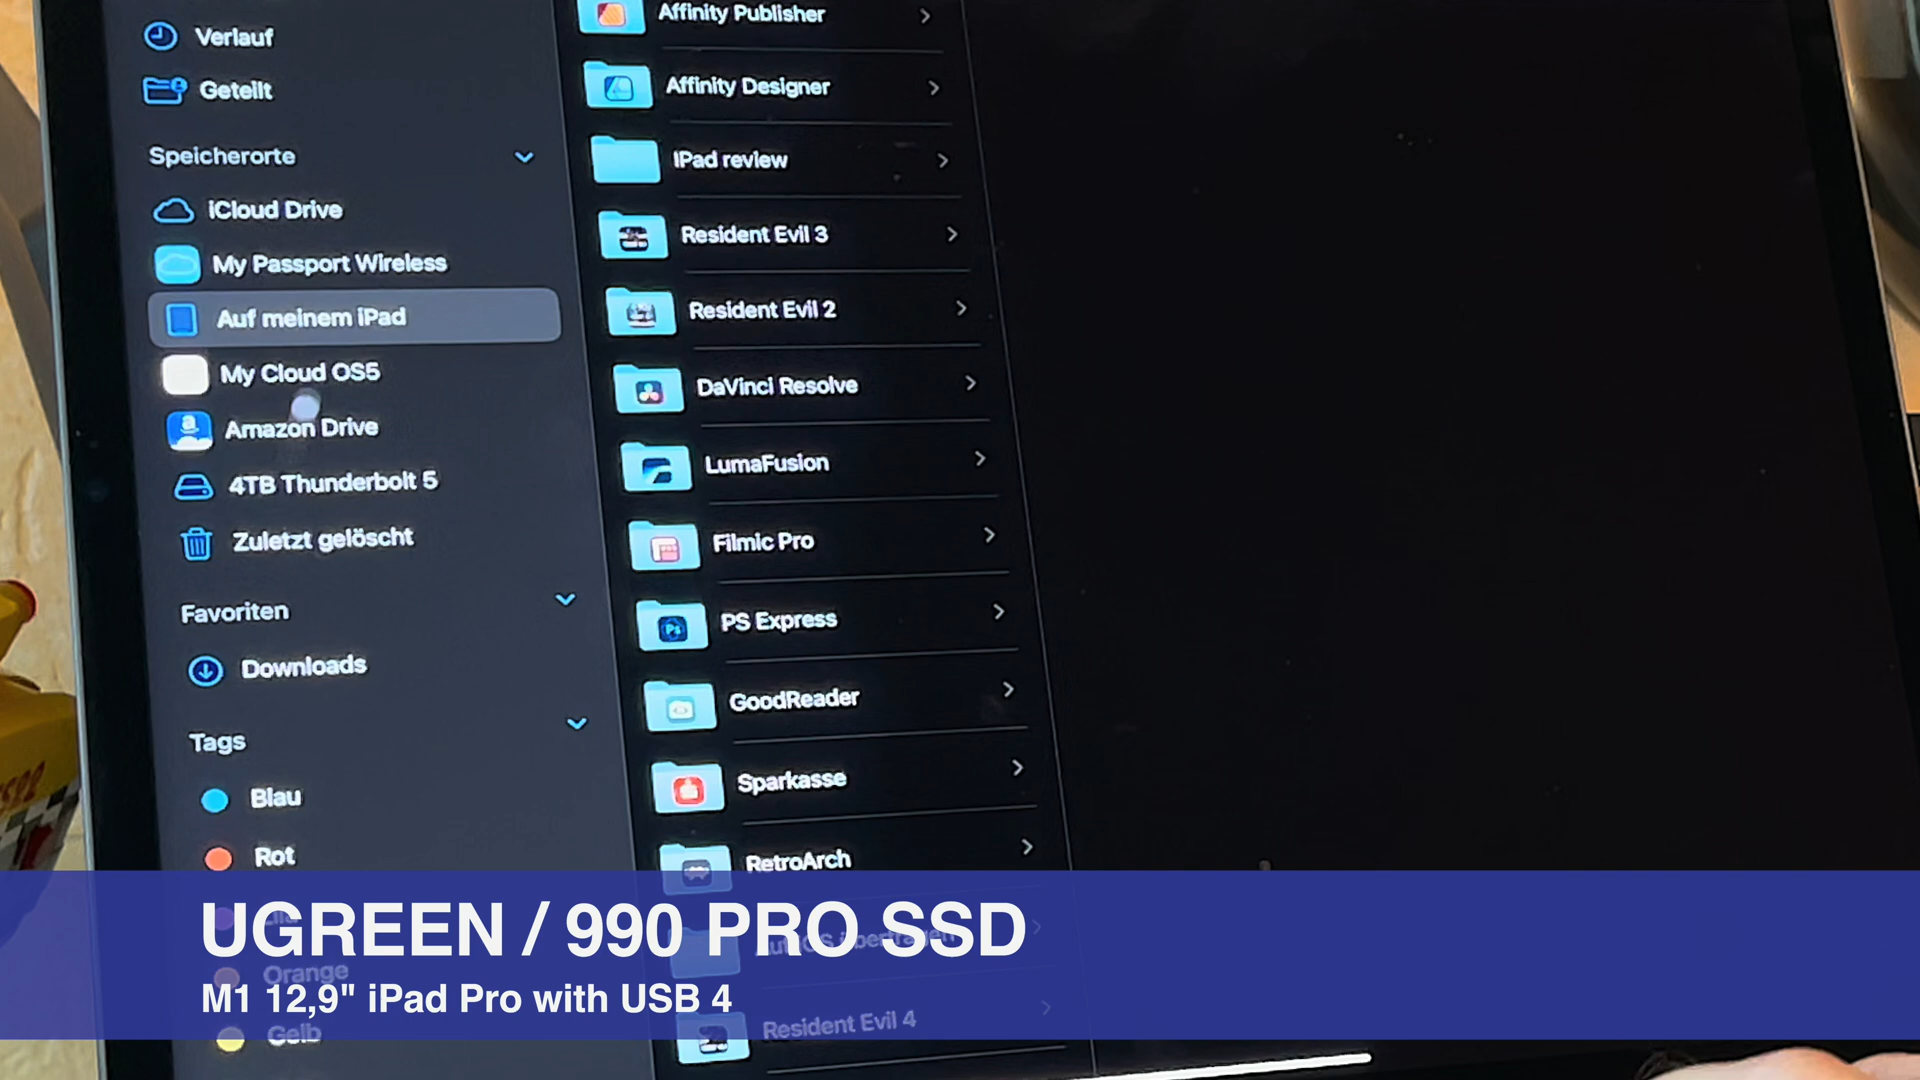 Verlauf
Geteilt
Speicherorte
iCloud Drive
My Passport Wireless
Auf meinem iPad
My Cloud OS5
Amazon Drive
4TB Thunderbolt 5
Zuletzt gelöscht
Favoriten
Downloads
Tags
Blau
Rot
Orange
Gelb
Affinity Publisher
Affinity Designer
IPad review
Resident Evil 3
Resident Evil 2
DaVinci Resolve
LumaFusion
Filmic Pro
PS Express
Ps
GoodReader
Sparkasse
RetroArch
Resident Evil 4
UGREEN / 990 PRO SSD
M1 12,9" iPad Pro with USB 4